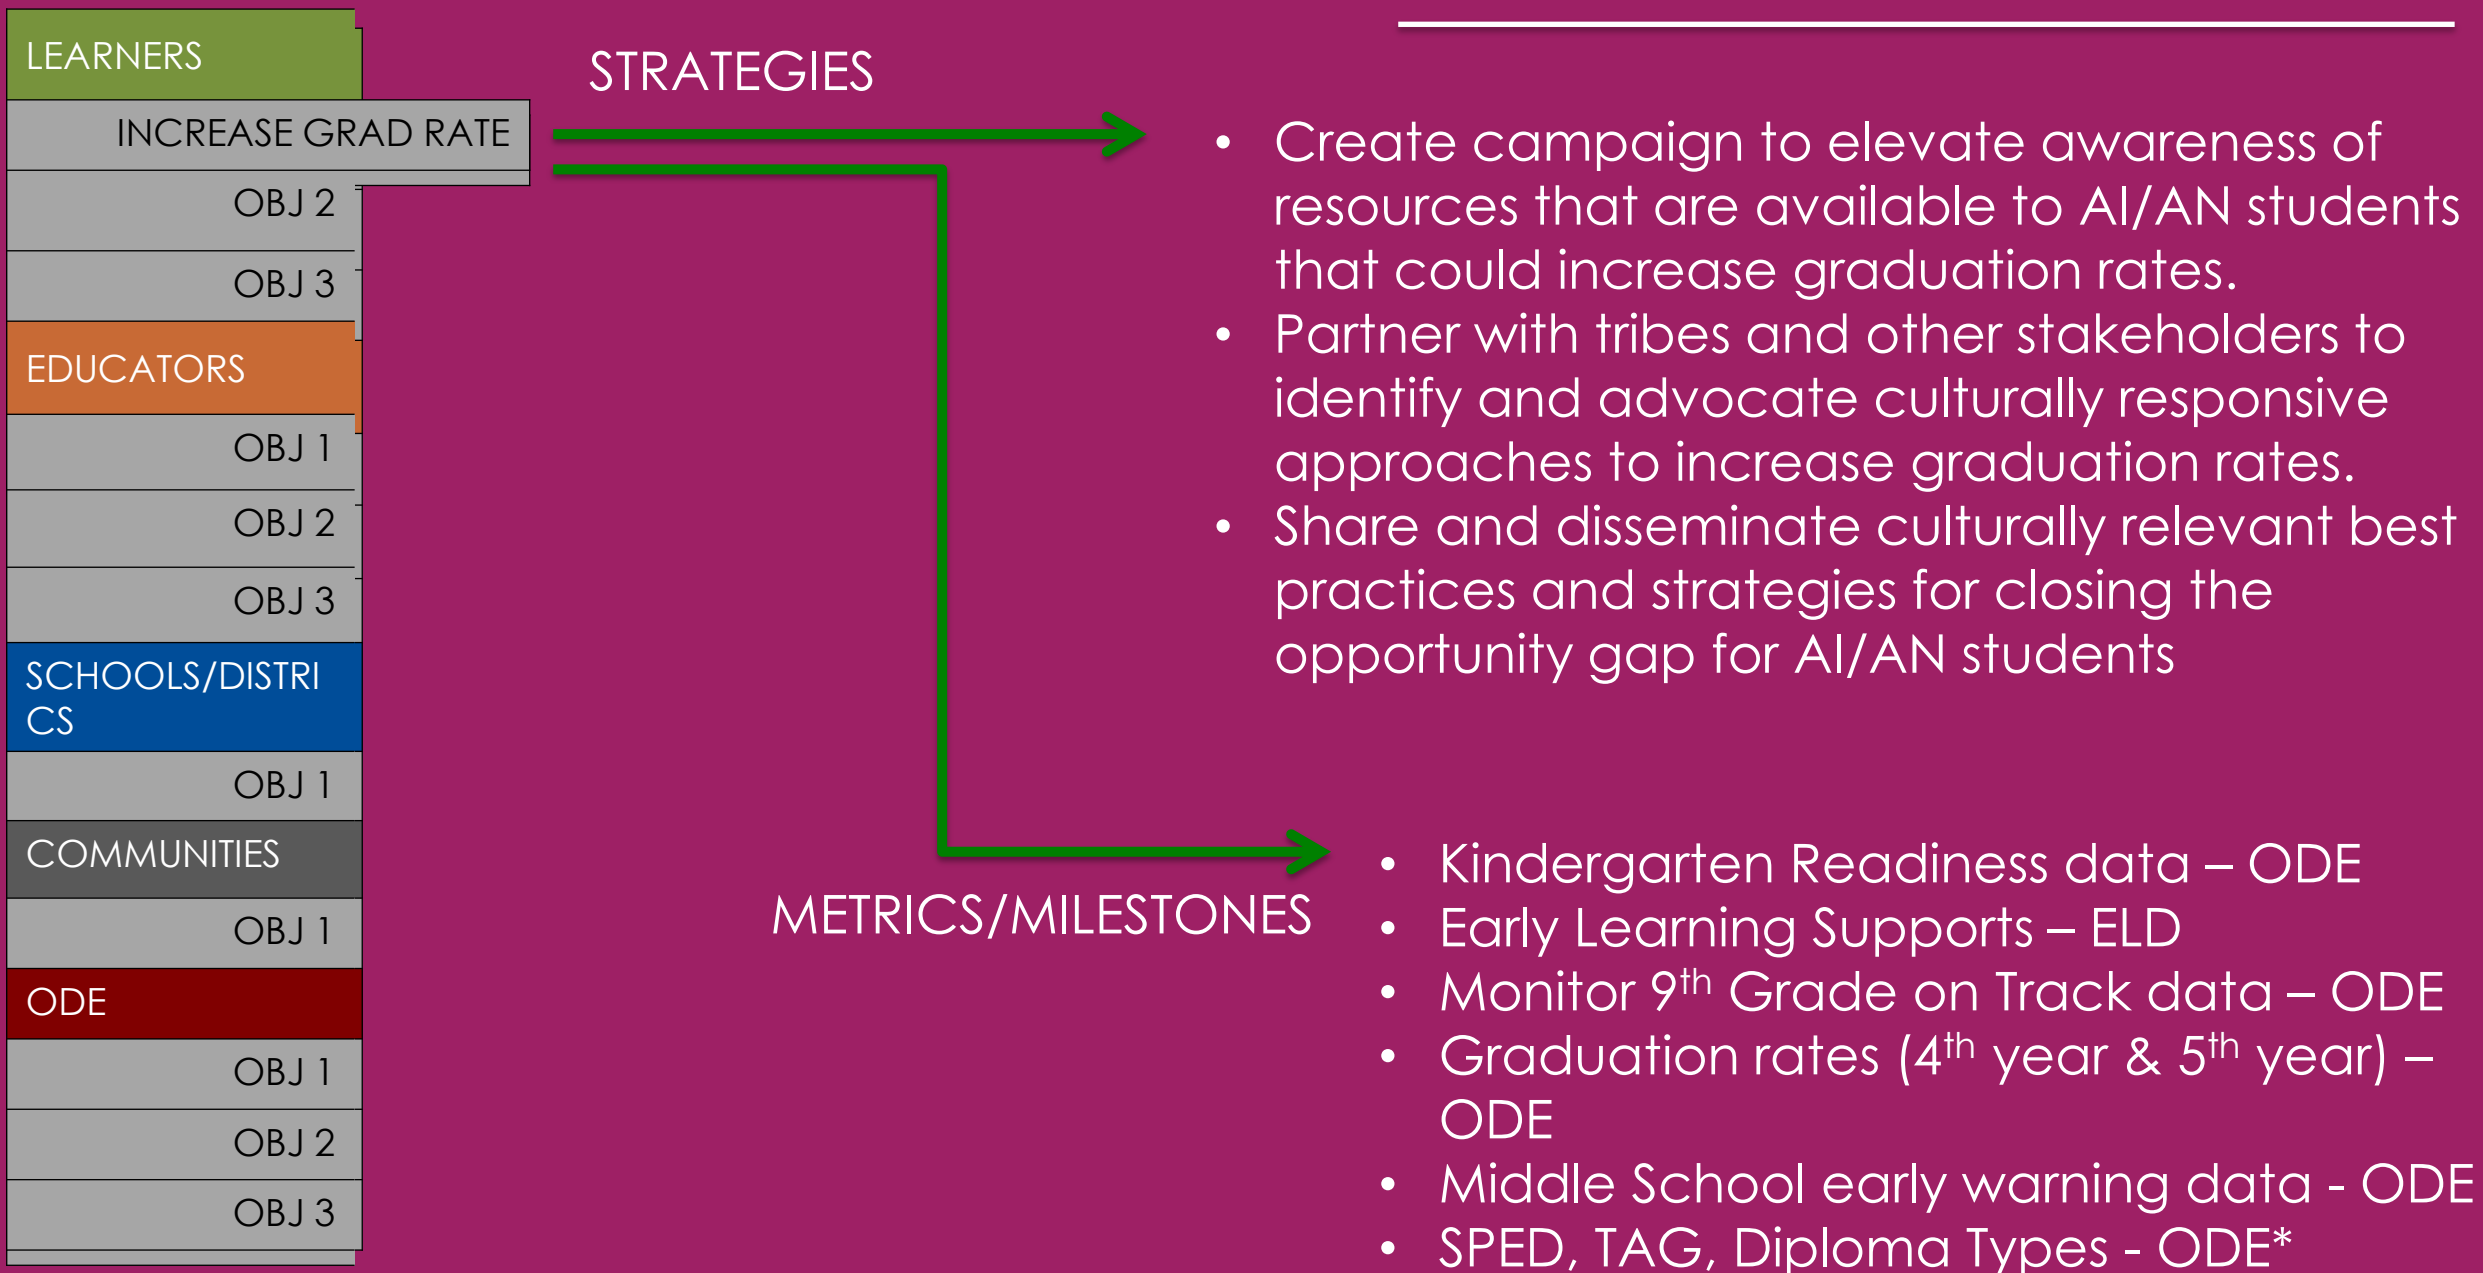 LEARNERS
INCREASE GRAD RATE
OBJ 2
OBJ 3
EDUCATORS
OBJ 1
OBJ 2
OBJ 3
SCHOOLS/DISTRI
CS
OBJ 1
COMMUNITIES
OBJ 1
ODE
OBJ 1
OBJ 2
OBJ 3
STRATEGIES
• Create campaign to elevate awareness of
resources that are available to AI/AN students
that could increase graduation rates.
• Partner with tribes and other stakeholders to
identify and advocate culturally responsive
approaches to increase graduation rates.
• Share and disseminate culturally relevant best
practices and strategies for closing the
opportunity gap for AI/AN students
METRICS/MILESTONES
• Kindergarten Readiness data – ODE
• Early Learning Supports – ELD
• Monitor 9th Grade on Track data – ODE
• Graduation rates (4th year & 5th year) –
ODE
• Middle School early warning data - ODE
• SPED, TAG, Diploma Types - ODE*